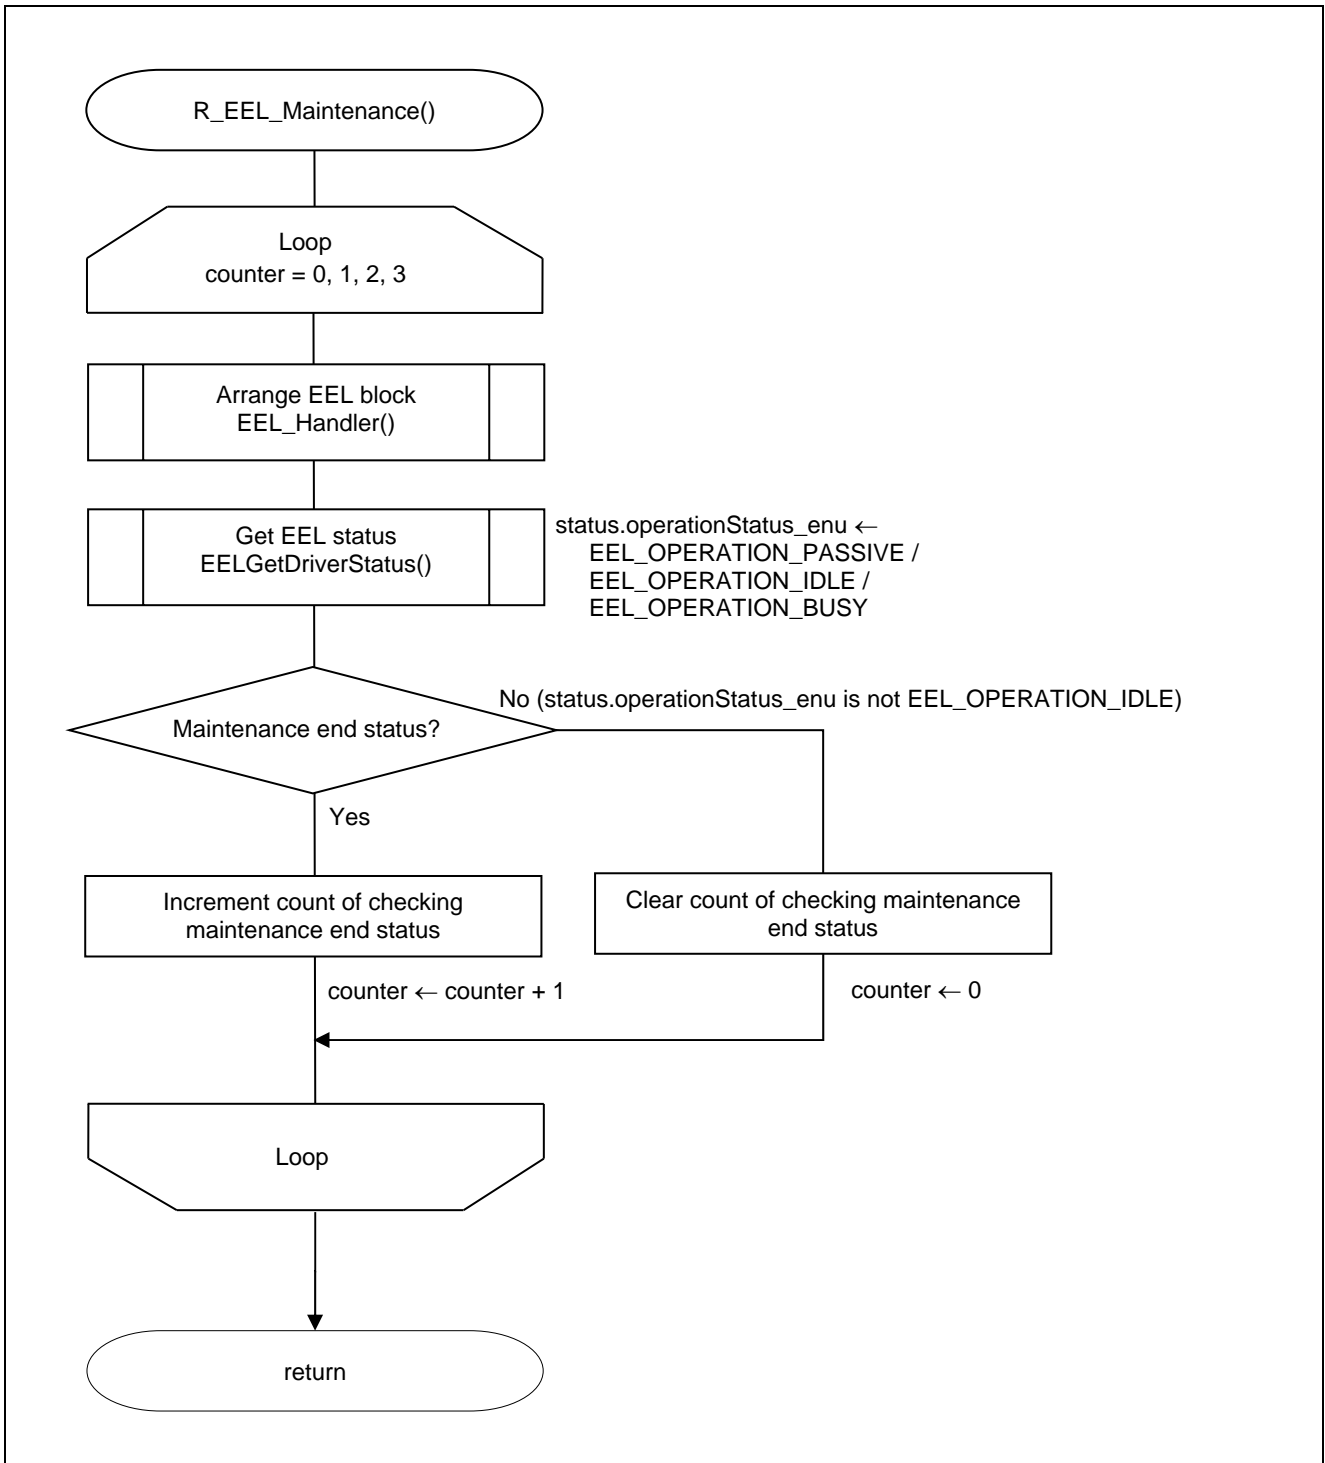 R_EEL_Maintenance()
Loop
counter = 0, 1, 2, 3
Arrange EEL block
EEL_Handler()
Get EEL status
EELGetDriverStatus()
status.operationStatus_enu ←
EEL_OPERATION_PASSIVE /
EEL_OPERATION_IDLE /
EEL_OPERATION_BUSY
No (status.operationStatus_enu is not EEL_OPERATION_IDLE)
Maintenance end status?
Yes
Increment count of checking
maintenance end status
Clear count of checking maintenance
end status
counter ← counter + 1
counter ← 0
Loop
return